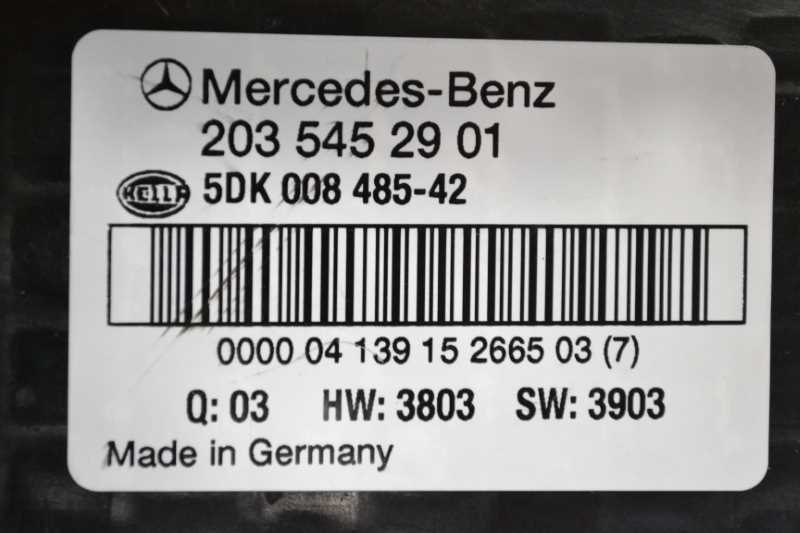 Mercedes-Benz
203 545 29 01
HELLA 5DK 008 485-42
0000 04 139 15 2665 03 (7)
Q: 03 HW: 3803 SW: 3903
Made in Germany